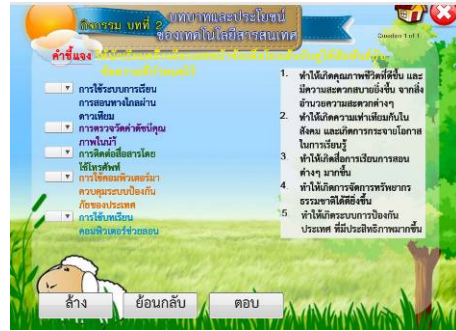 กิจกรรม บทที่ 2
บทบาทและประโยชน์
ของเทคโนโลยีสารสนเทศ
Question 1 of 1
คำชี้แจง
การใช้ระบบการเรียน
การสอนทางไกลผ่าน
ดาวเทียม
การตรวจวัดค่าดัชนีคุณ
ภาพในน้ำ
การติดต่อสื่อสารโดย
ใช้โทรศัพท์
การใช้คอมพิวเตอร์มา
ควบคุมระบบป้องกัน
ภัยของประเทศ
การใช้บทเรียน
คอมพิวเตอร์ช่วยสอน
1. ทำให้เกิดคุณภาพชีวิตที่ดีขึ้น และ
มีความสะดวกสบายยิ่งขึ้น จากสิ่ง
อำนวยความสะดวกต่างๆ
2. ทำให้เกิดความเท่าเทียมกันใน
สังคม และเกิดการกระจายโอกาส
ในการเรียนรู้
3. ทำให้เกิดสื่อการเรียนการสอน
ต่างๆ มากขึ้น
4. ทำให้เกิดการจัดการทรัพยากร
ธรรมชาติได้ดียิ่งขึ้น
5. ทำให้เกิดระบบการป้องกัน
ประเทศ ที่มีประสิทธิภาพมากขึ้น
ล้าง
ย้อนกลับ
ตอบ